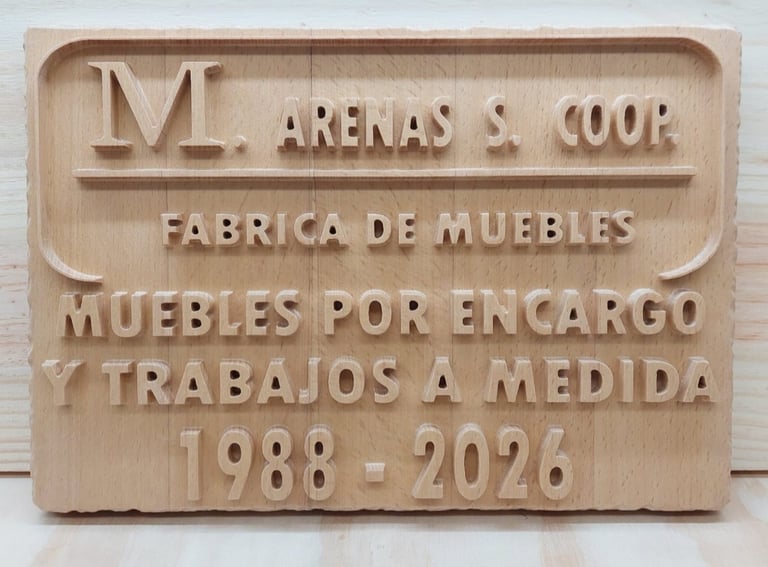 M. ARENAS S. COOP.
FABRICA DE MUEBLES
MUEBLES POR ENCARGO
Y TRABAJOS A MEDIDA
1988 - 2026